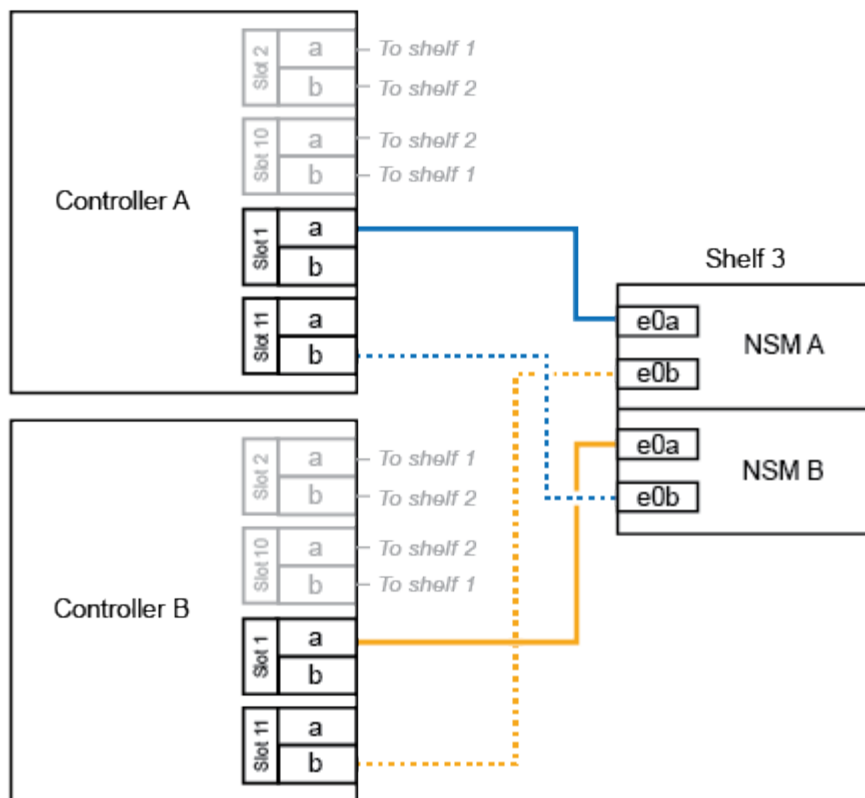 Controller A
Slot 2
a
To shelf 1
b
To shelf 2
Slot 10
a
To shelf 2
b
To shelf 1
Slot 1
a
b
Slot 11
a
b
Controller B
Slot 2
a
To shelf 1
b
To shelf 2
Slot 10
a
To shelf 2
b
To shelf 1
Slot 1
a
b
Slot 11
a
b
Shelf 3
e0a
NSM A
e0b
e0a
NSM B
e0b